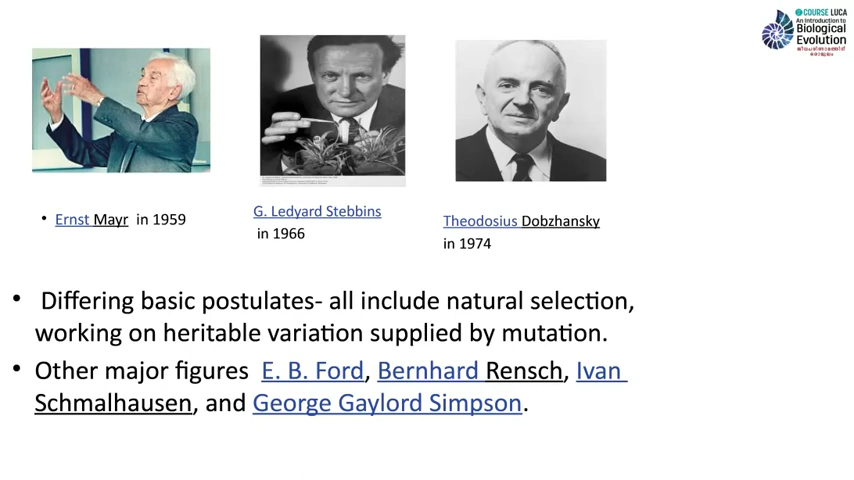 COURSE LUCA
An Introduction to
Biological
Evolution
• Ernst Mayr in 1959
G. Ledyard Stebbins
in 1966
Theodosius Dobzhansky
in 1974
• Differing basic postulates- all include natural selection,
working on heritable variation supplied by mutation.
• Other major figures E. B. Ford, Bernhard Rensch, Ivan
Schmalhausen, and George Gaylord Simpson.